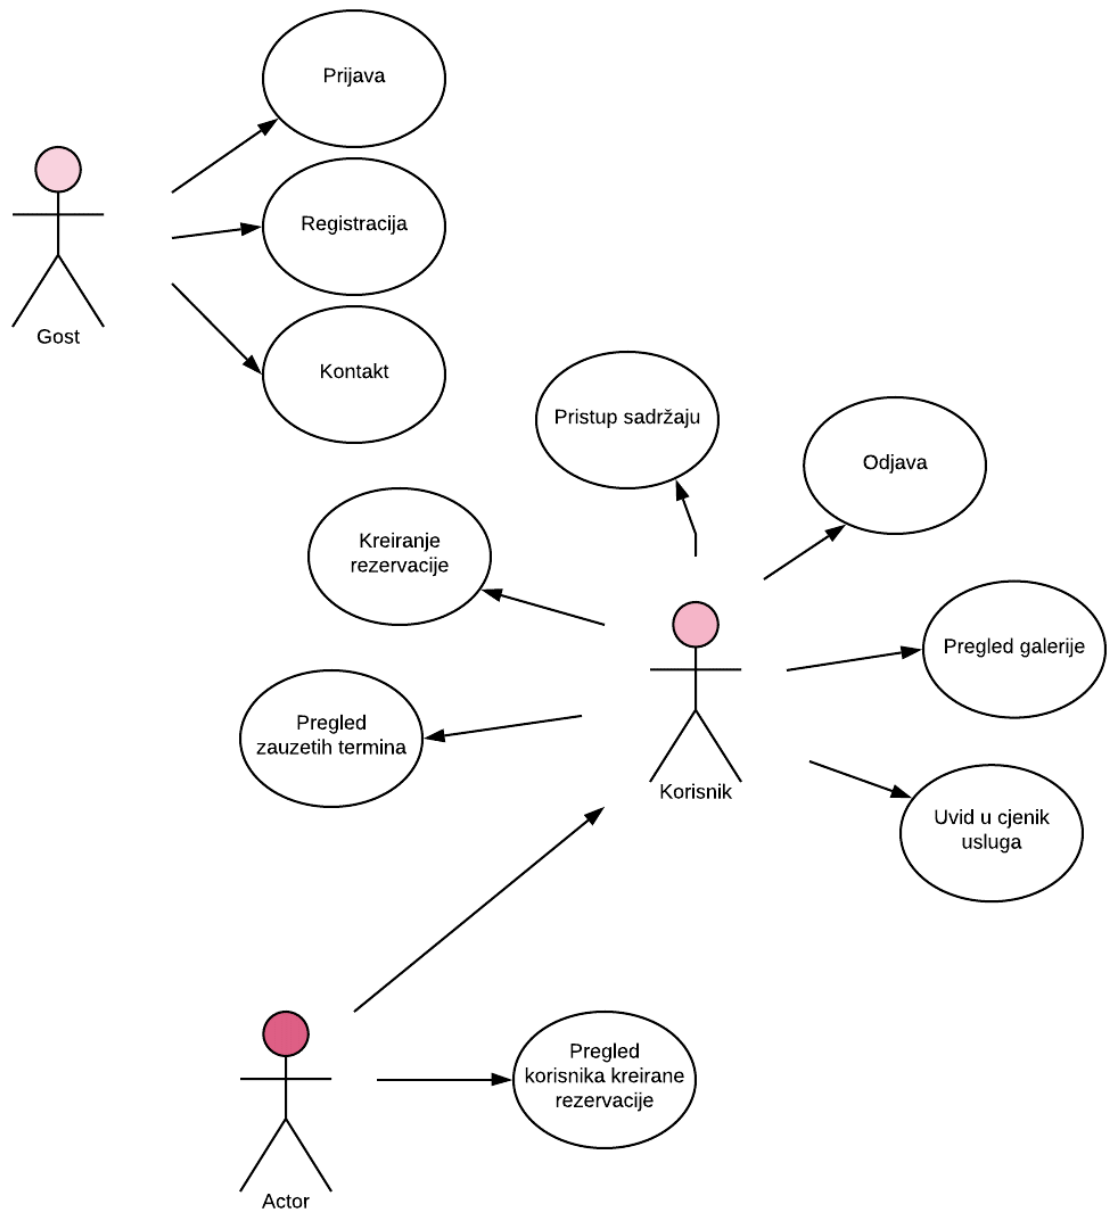 Prijava
Registracija
Gost
Kontakt
Pristup sadržaju
Odjava
Kreiranje
rezervacije
Pregled galerije
Pregled
zauzetih termina
Korisnik
Uvid u cjenik
usluga
Pregled
korisnika kreirane
rezervacije
Actor